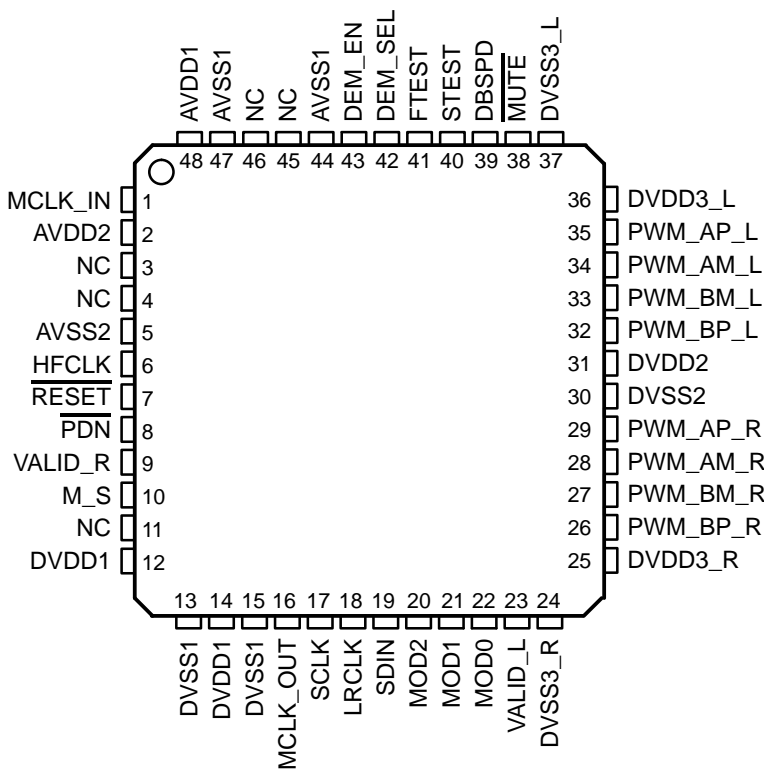 AVDD1
AVSS1
NC
NC
AVSS1
DEM_EN
DEM_SEL
FTEST
STEST
DBSPD
MUTE
DVSS3_L
48 47 46 45 44 43 42 41 40 39 38 37
MCLK_IN 1
AVDD2 2
NC 3
NC 4
AVSS2 5
HFCLK 6
RESET 7
PDN 8
VALID_R 9
M_S 10
NC 11
DVDD1 12
36 DVDD3_L
35 PWM_AP_L
34 PWM_AM_L
33 PWM_BM_L
32 PWM_BP_L
31 DVDD2
30 DVSS2
29 PWM_AP_R
28 PWM_AM_R
27 PWM_BM_R
26 PWM_BP_R
25 DVDD3_R
13 14 15 16 17 18 19 20 21 22 23 24
DVSS1
DVDD1
DVSS1
MCLK_OUT
SCLK
LRCLK
SDIN
MOD2
MOD1
MOD0
VALID_L
DVSS3_R